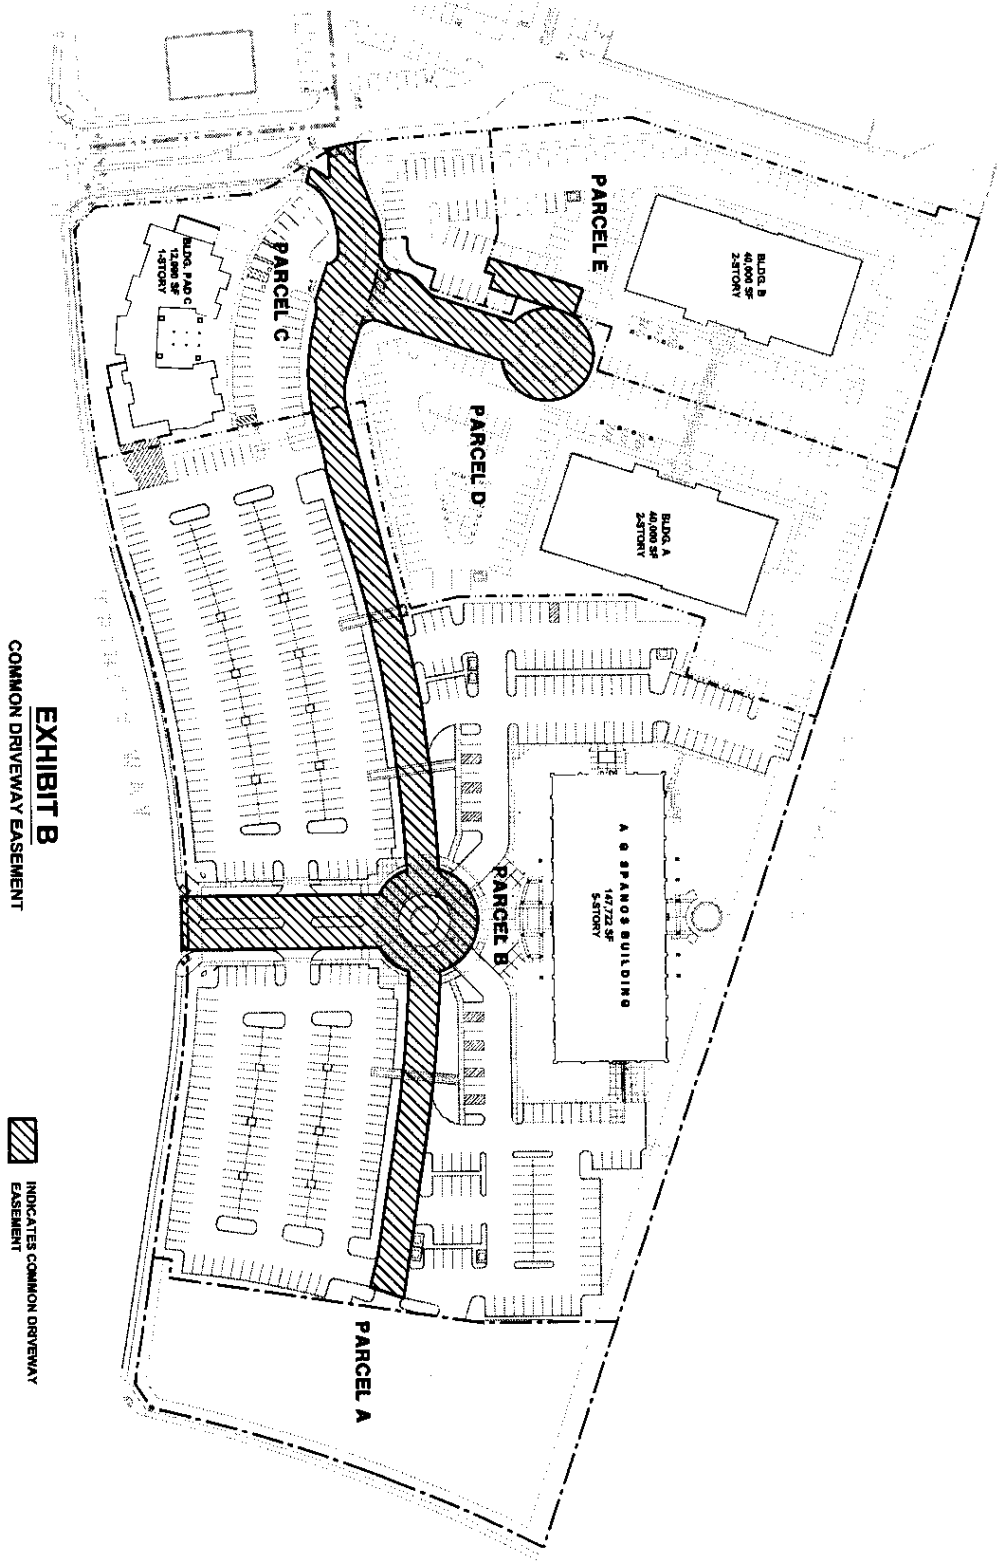 PARCEL E
BLDG. B
40,000 SF
2-STORY
BLDG. PAD C
12,000 SF
1-STORY
PARCEL C
PARCEL D
BLDG. A
40,000 SF
2-STORY
A G SPANOS BUILDING
147,722 SF
5-STORY
PARCEL B
PARCEL A
EXHIBIT B
COMMON DRIVEWAY EASEMENT
INDICATES COMMON DRIVEWAY
EASEMENT